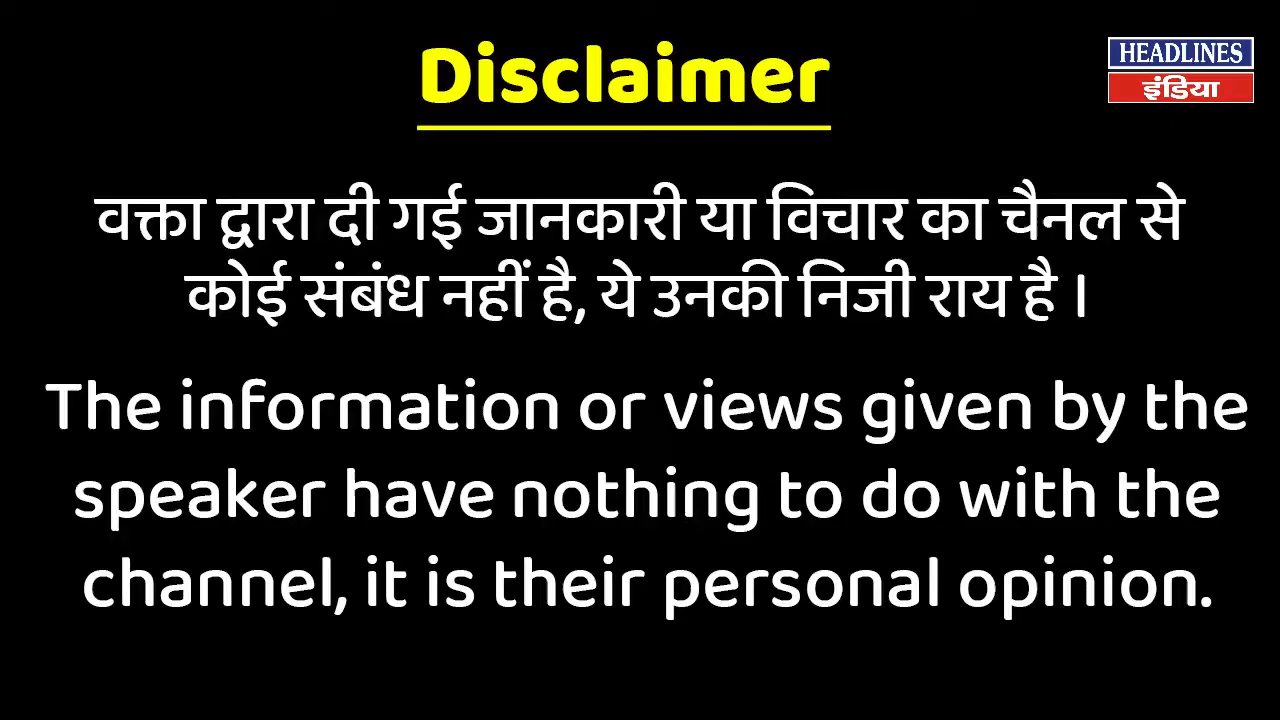 Disclaimer
HEADLINES
इंडिया
वक्ता द्वारा दी गई जानकारी या विचार का चैनल से
कोई संबंध नहीं है, ये उनकी निजी राय है ।
The information or views given by the
speaker have nothing to do with the
channel, it is their personal opinion.